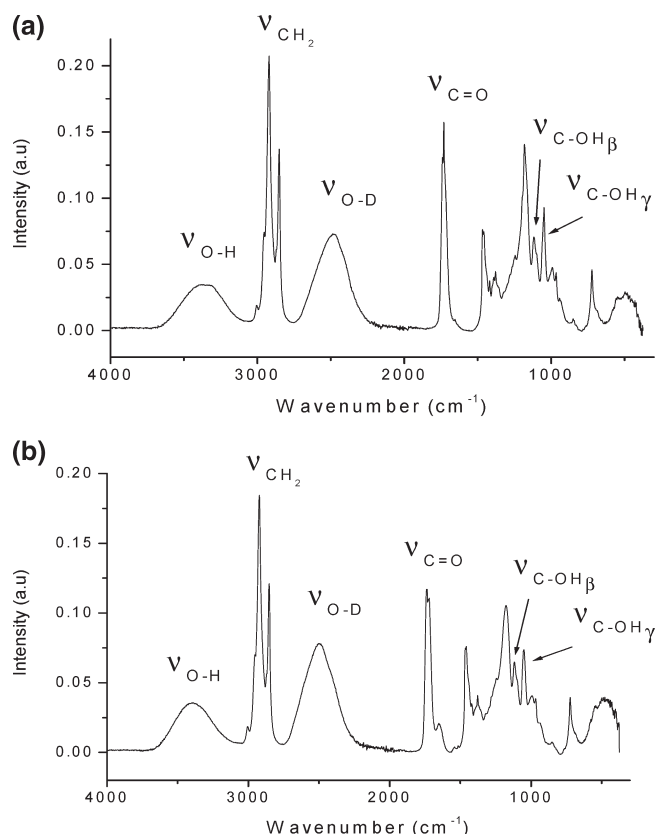 (a)
ν CH₂
0.20
ν C=O
0.15
ν C-OHβ
Intensity (a.u)
ν O-D
ν C-OHγ
0.10
ν O-H
0.05
0.00
4000 3000 2000 1000
Wavenumber (cm⁻¹)
(b)
0.20
ν CH₂
ν C=O
ν C-OHβ
0.15
Intensity (a.u)
ν O-D
ν C-OHγ
0.10
ν O-H
0.05
0.00
4000 3000 2000 1000
Wavenumber (cm⁻¹)